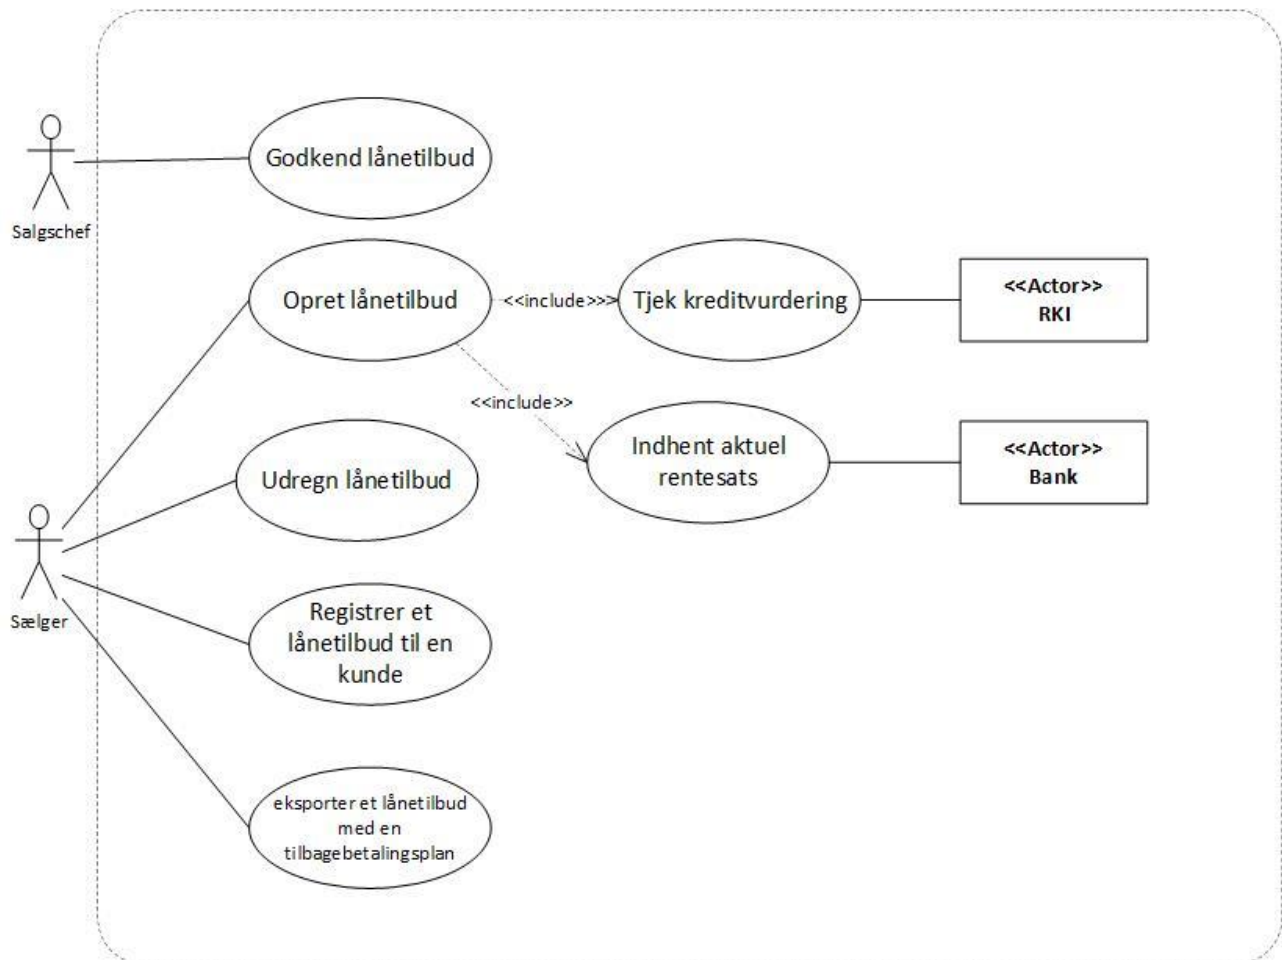 Godkend lånetilbud
Salgschef
Opret lånetilbud
<<include>>
Tjek kreditvurdering
<<Actor>>
RKI
<<include>>
Indhent aktuel
rentesats
<<Actor>>
Bank
Udregn lånetilbud
Sælger
Registrer et
lånetilbud til en
kunde
eksporter et lånetilbud
med en
tilbagebetalingsplan